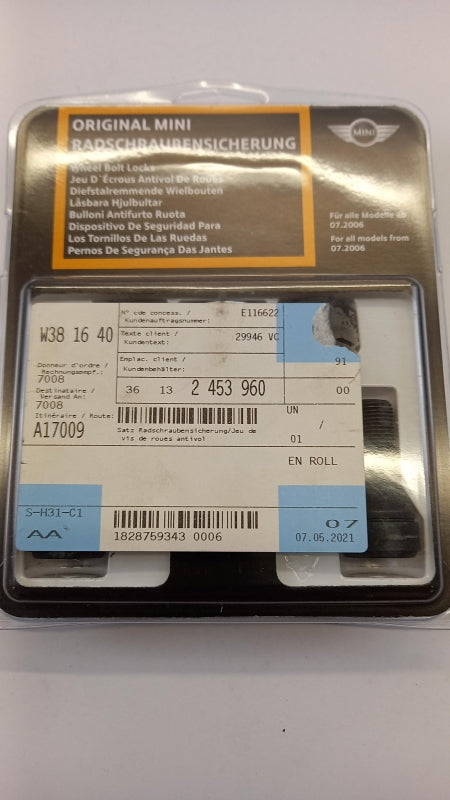 ORIGINAL MINI
RADSCHRAUBENSICHERUNG
Wheel Bolt Locks
Jeu D´Écrous Antivol De Roues
Diefstalremmende Wielbouten
Låsbara Hjulbultar
Bulloni Antifurto Ruota
Dispositivo De Seguridad Para
Los Tornillos De Las Ruedas
Pernos De Segurança Das Jantes
MINI
Für alle Modelle ab
07.2006
For all models from
07.2006
W38 16 40
N° cde concess. /
Kundenauftragsnummer:
E116622
Texte client /
Kundentext:
29946 VC
Emplac. client /
Kundenbehälter:
91
Donneur d'ordre /
Rechnungsempf.:
7008
Destinataire /
Versand An:
7008
36 13 2 453 960 00
Itinéraire / Route:
A17009
Satz Radschraubensicherung/Jeu de
vis de roues antivol
UN
/
01
EN ROLL
S-H31-C1
AA
1828759343 0006
07
07.05.2021